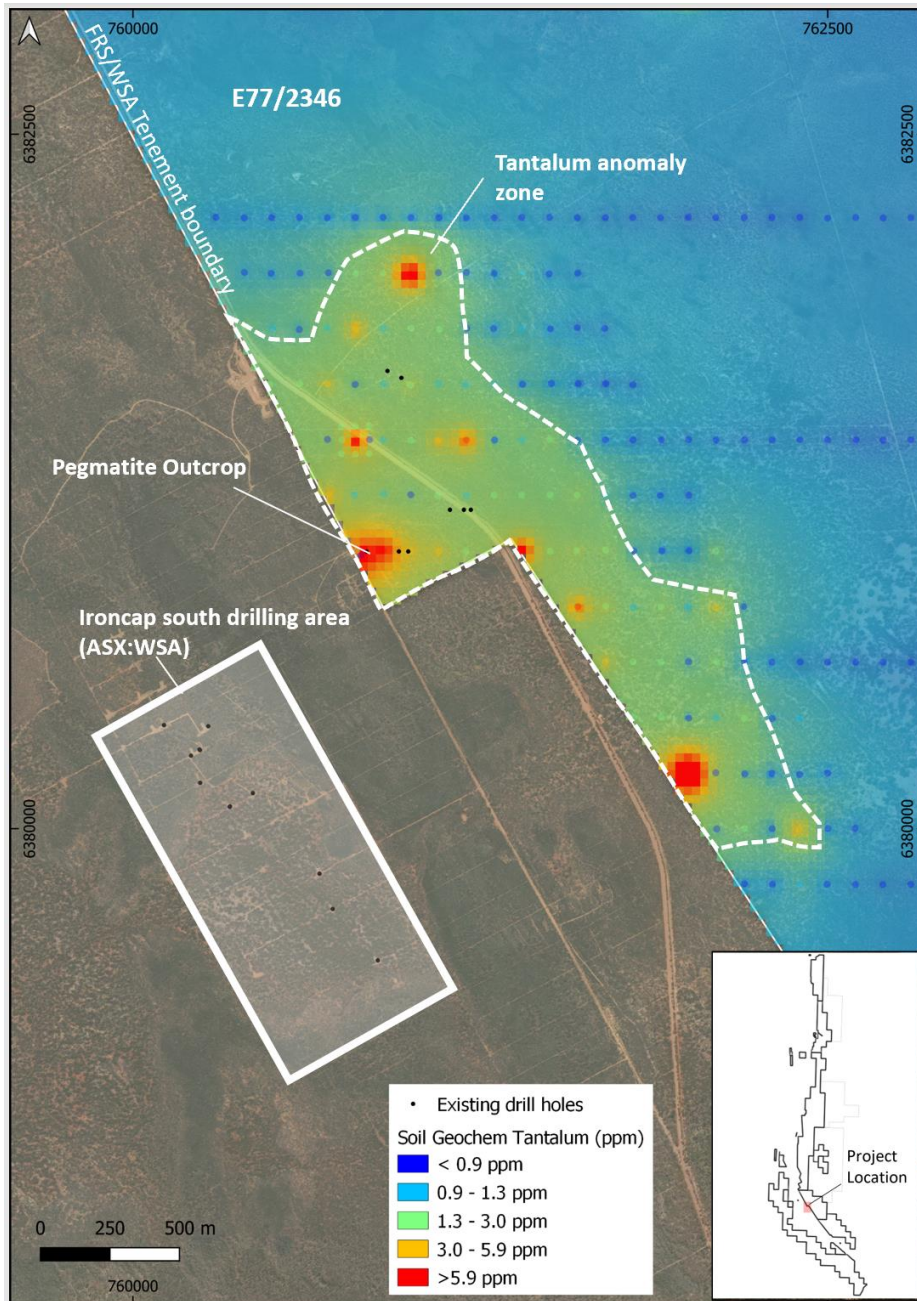 760000
762500
FRS/WSA Tenement boundary
E77/2346
6382500
6382500
Tantalum anomaly
zone
Pegmatite Outcrop
Ironcap south drilling area
(ASX:WSA)
6380000
6380000
Existing drill holes
Soil Geochem Tantalum (ppm)
< 0.9 ppm
0.9 - 1.3 ppm
1.3 - 3.0 ppm
3.0 - 5.9 ppm
>5.9 ppm
Project
Location
0 250 500 m
760000